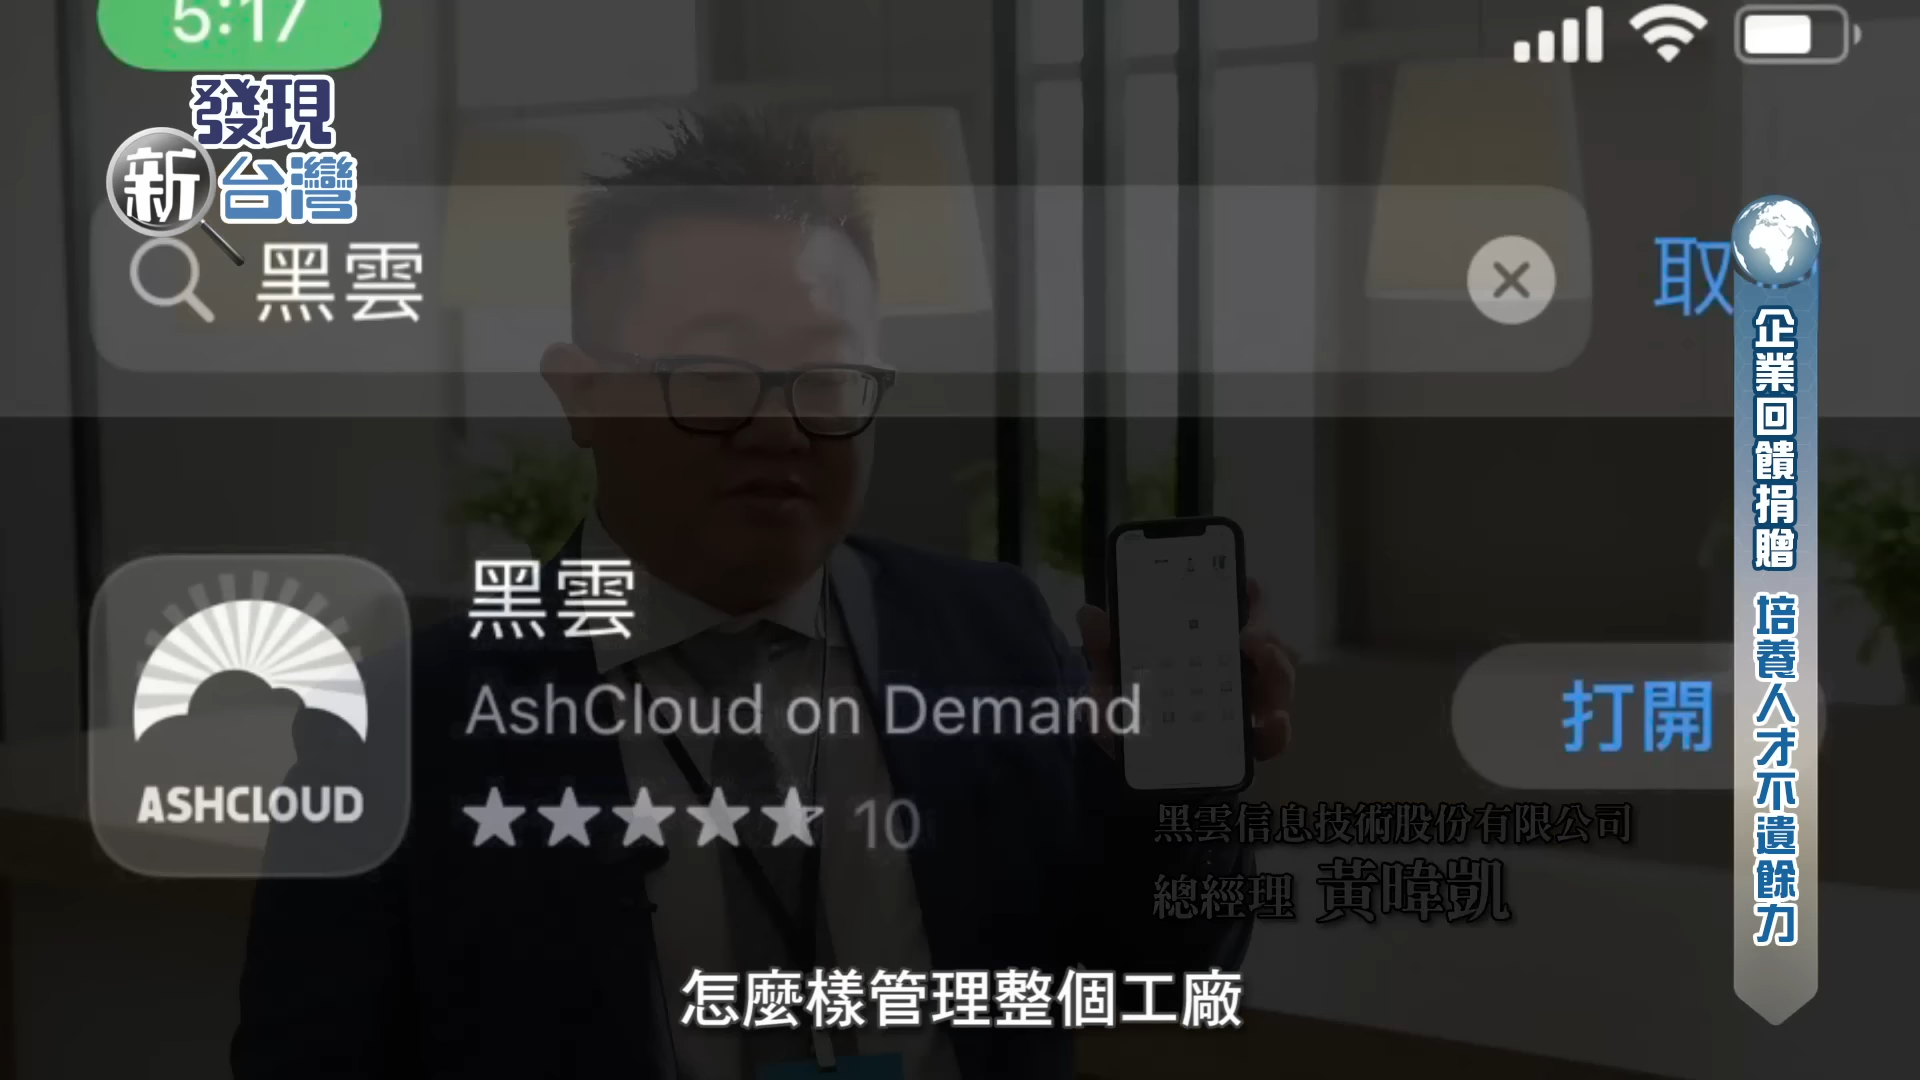 5:17
發現
新台灣
黑雲
取
黑雲
AshCloud on Demand
打開
ASHCLOUD
10
黑雲信息技術股份有限公司
總經理 黃暐凱
怎麼樣管理整個工廠
企業回饋捐贈 培養人才不遺餘力